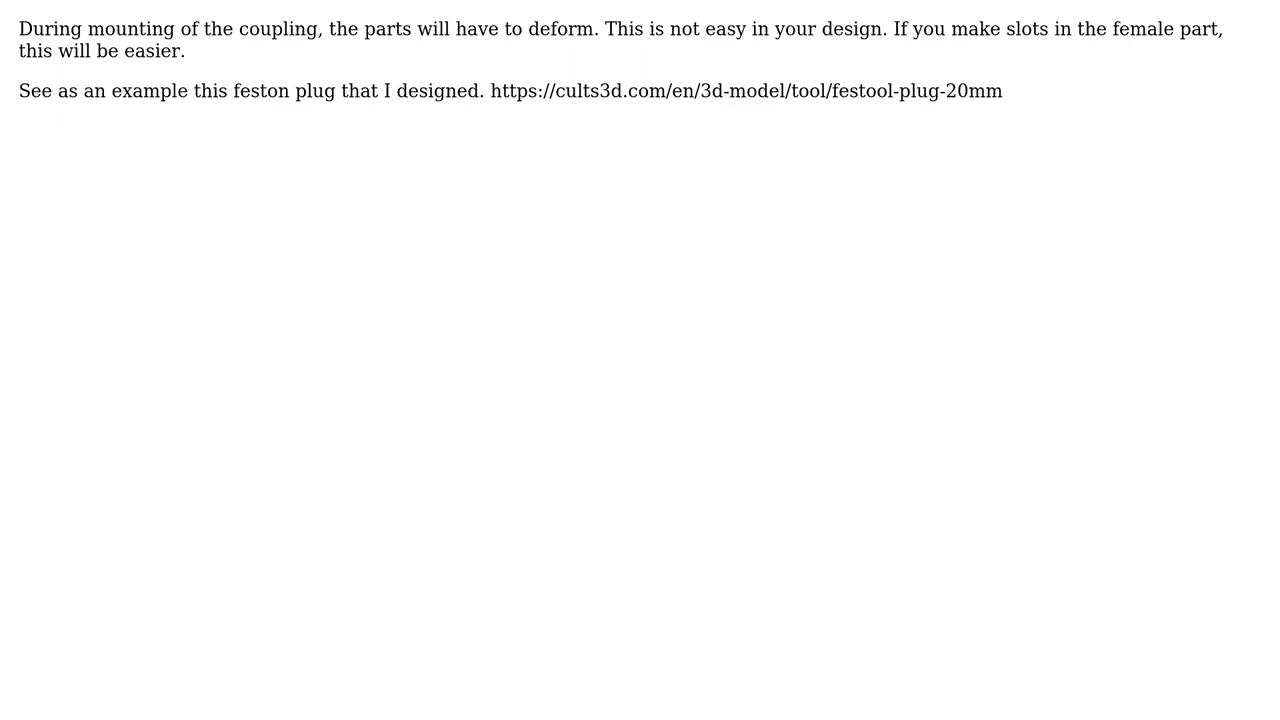 During mounting of the coupling, the parts will have to deform. This is not easy in your design. If you make slots in the female part,
this will be easier.
See as an example this feston plug that I designed. https://cults3d.com/en/3d-model/tool/festool-plug-20mm